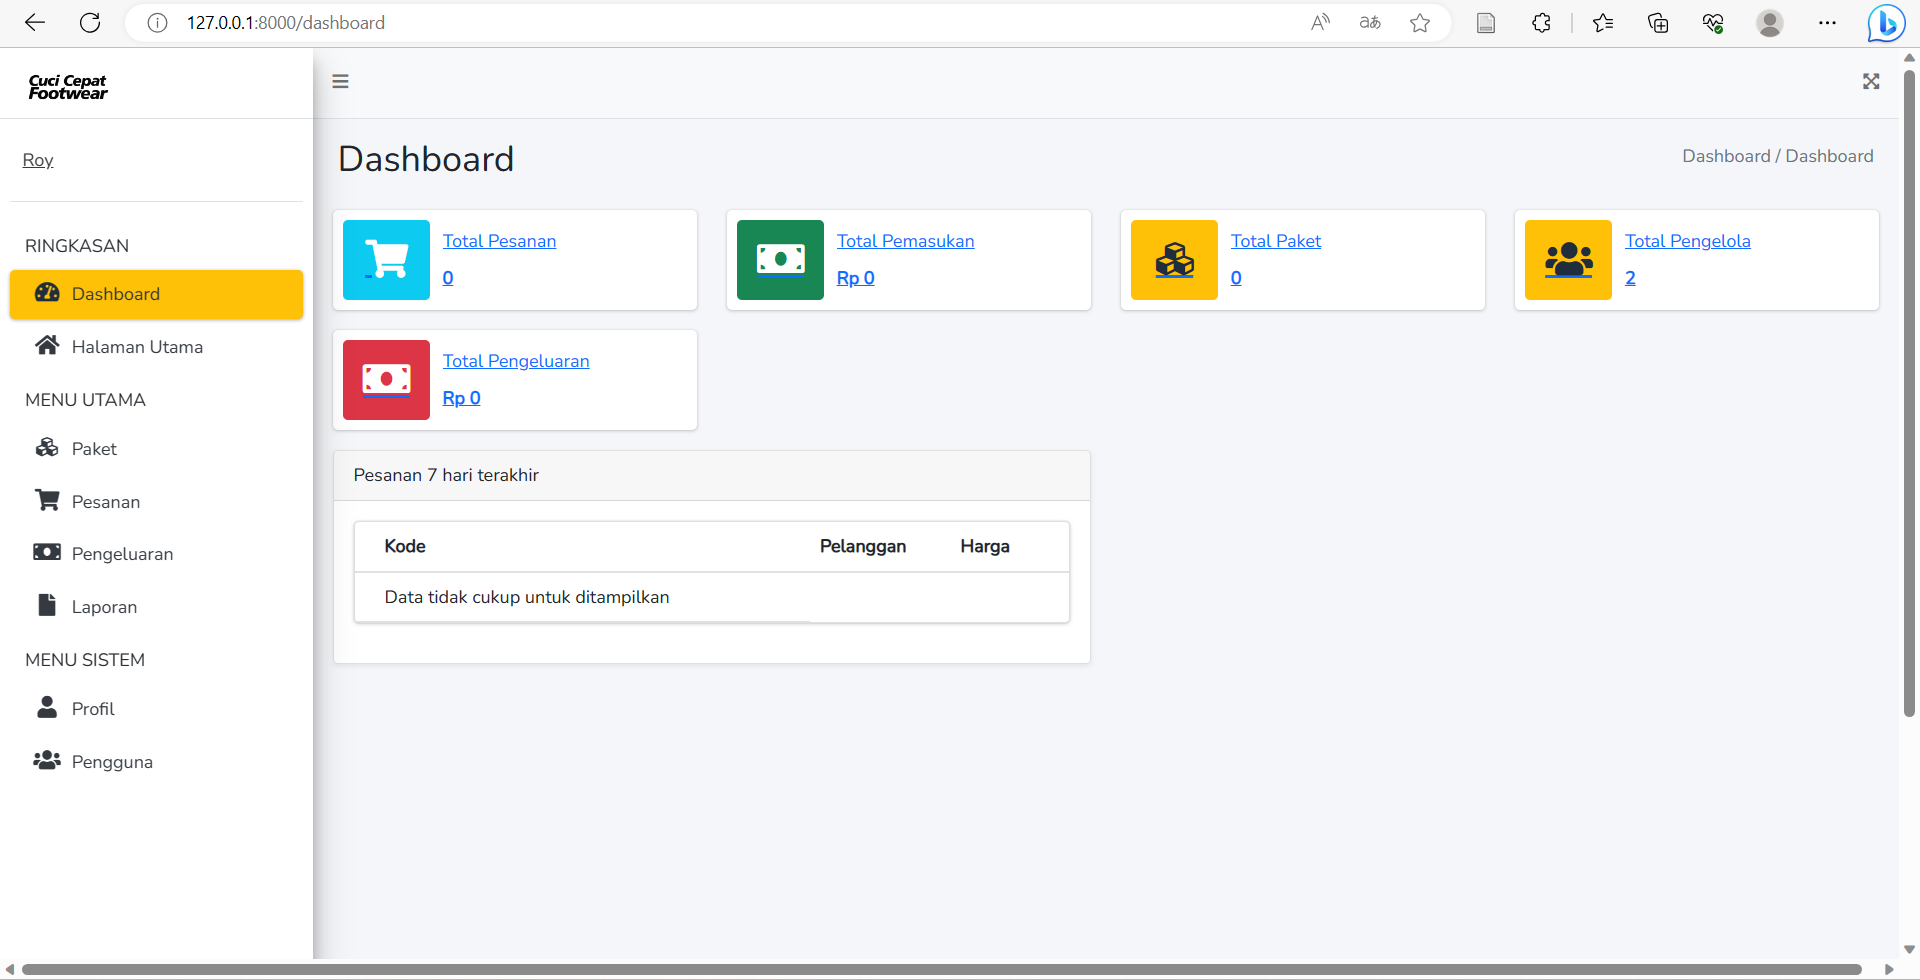 127.0.0.1:8000/dashboard
Cuci Cepat
Footwear
Roy
RINGKASAN
Dashboard
Halaman Utama
MENU UTAMA
Paket
Pesanan
Pengeluaran
Laporan
MENU SISTEM
Profil
Pengguna
Dashboard
Dashboard / Dashboard
Total Pesanan
0
Total Pemasukan
Rp 0
Total Paket
0
Total Pengelola
2
Total Pengeluaran
Rp 0
Pesanan 7 hari terakhir
Kode Pelanggan Harga
Data tidak cukup untuk ditampilkan